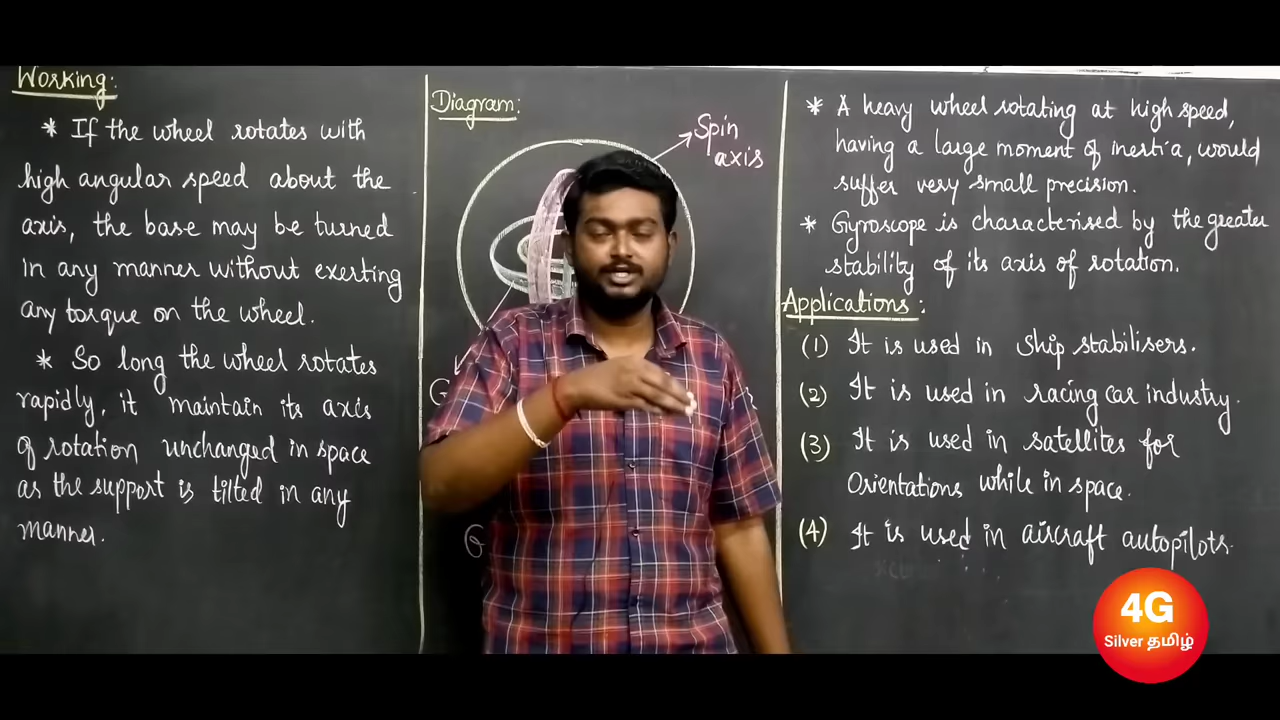 Working:
* If the wheel rotates with
high angular speed about the
axis, the base may be turned
in any manner without exerting
any torque on the wheel.
* So long the wheel rotates
rapidly, it maintain its axis
of rotation unchanged in space
as the support is tilted in any
manner.
Diagram:
Spin
axis
G
G
* A heavy wheel rotating at high speed,
having a large moment of inertia, would
suffer very small precision.
* Gyroscope is characterised by the greater
stability of its axis of rotation.
Applications:
(1) It is used in ship stabilisers.
(2) It is used in racing car industry.
(3) It is used in satellites for
Orientations while in space.
(4) It is used in aircraft autopilots.
4G
Silver தமிழ்